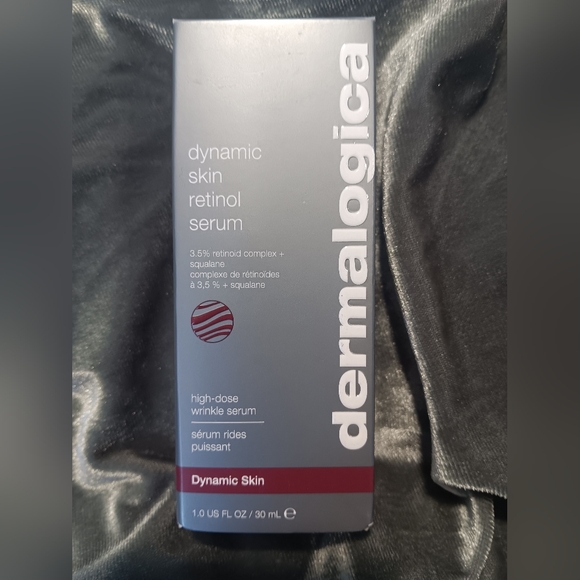 dynamic
skin
retinol
serum
3.5% retinoid complex +
squalane
complexe de rétinoïdes
à 3,5 % + squalane
high-dose
wrinkle serum
sérum rides
puissant
Dynamic Skin
1.0 US FL OZ / 30 mL ℮
dermalogica